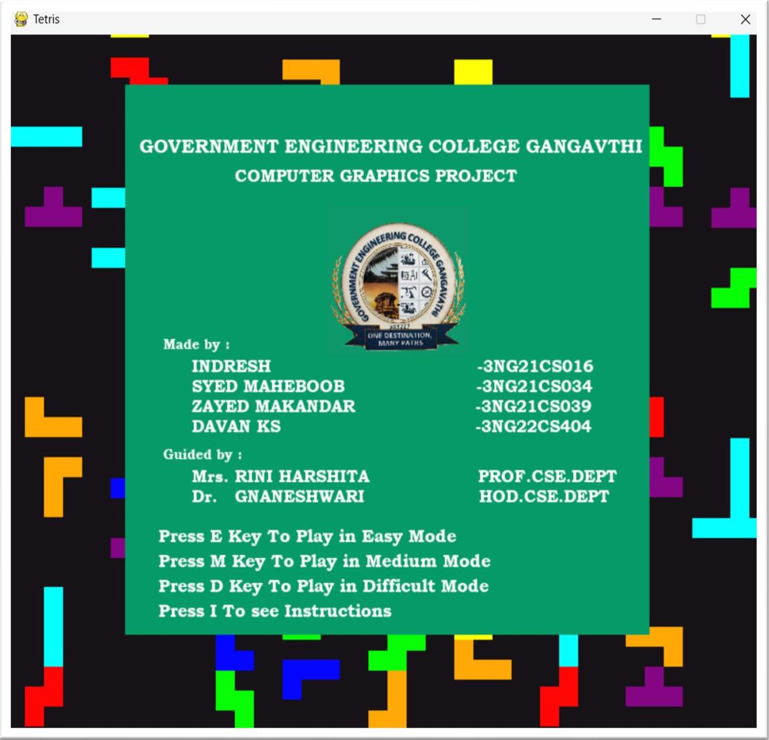 Tetris
GOVERNMENT ENGINEERING COLLEGE GANGAVTHI
COMPUTER GRAPHICS PROJECT
GOVERNMENT ENGINEERING COLLEGE GANGAVATHI
ONE DESTINATION,
MANY PATHS
Made by :
INDRESH -3NG21CS016
SYED MAHEBOOB -3NG21CS034
ZAYED MAKANDAR -3NG21CS039
DAVAN KS -3NG22CS404
Guided by :
Mrs. RINI HARSHITA PROF.CSE.DEPT
Dr. GNANESHWARI HOD.CSE.DEPT
Press E Key To Play in Easy Mode
Press M Key To Play in Medium Mode
Press D Key To Play in Difficult Mode
Press I To see Instructions